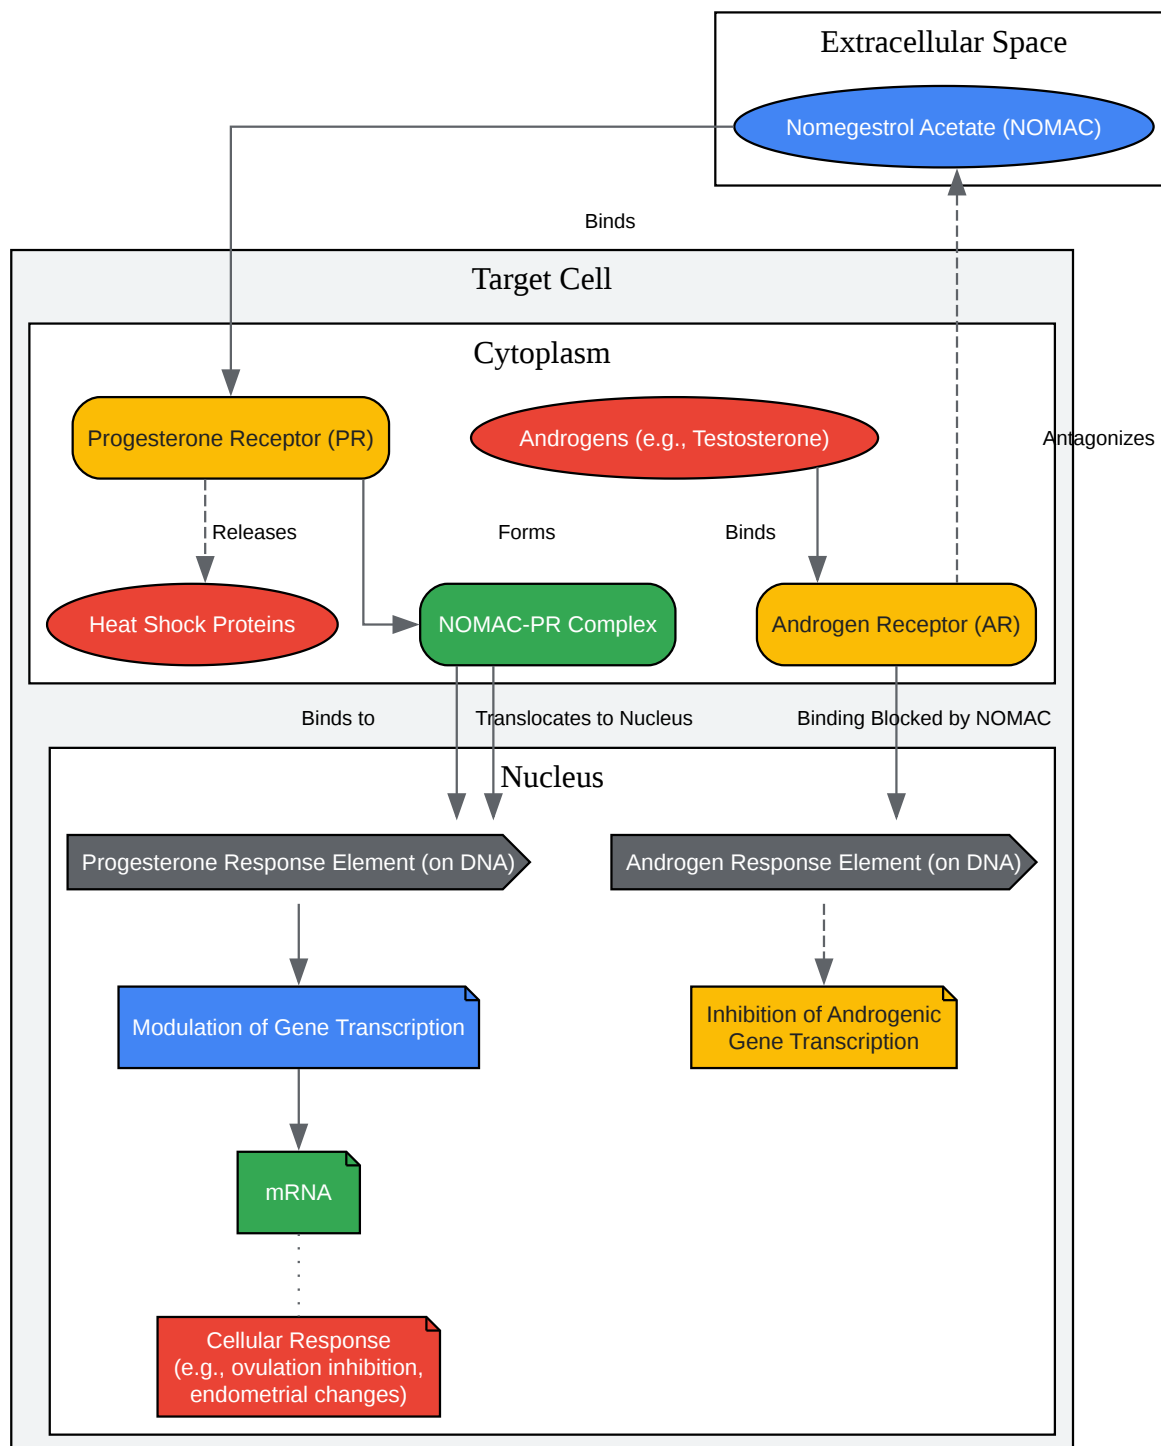 Extracellular Space
Nomegestrol Acetate (NOMAC)
Binds
Target Cell
Cytoplasm
Progesterone Receptor (PR)
Androgens (e.g., Testosterone)
Antagonizes
Releases
Forms
Binds
Heat Shock Proteins
NOMAC-PR Complex
Androgen Receptor (AR)
Binds to
Translocates to Nucleus
Binding Blocked by NOMAC
Nucleus
Progesterone Response Element (on DNA)
Androgen Response Element (on DNA)
Modulation of Gene Transcription
Inhibition of Androgenic
Gene Transcription
mRNA
Cellular Response
(e.g., ovulation inhibition,
endometrial changes)